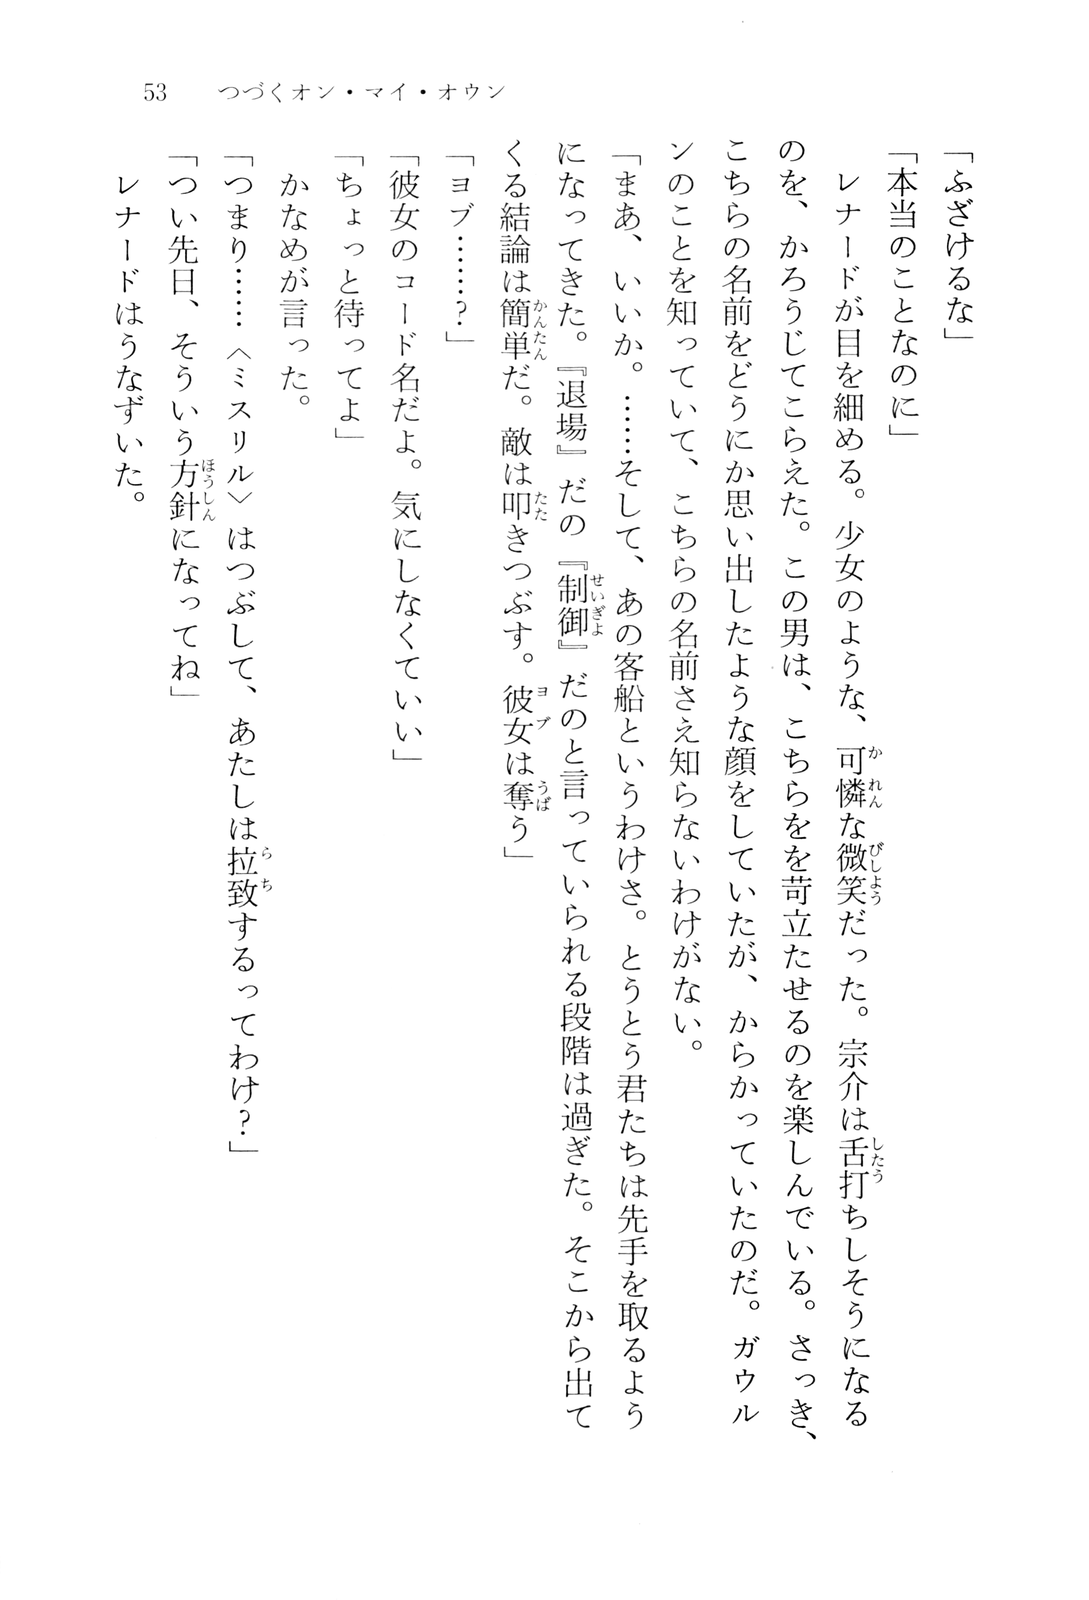 53　つづくオン・マイ・オウン
「ふざけるな」
「本当のことなのに」
　レナードが目を細める。少女のような、可憐な微笑だった。宗介は舌打ちしそうになる
のを、かろうじてこらえた。この男は、こちらをを苛立たせるのを楽しんでいる。さっき、
こちらの名前をどうにか思い出したような顔をしていたが、からかっていたのだ。ガウル
ンのことを知っていて、こちらの名前さえ知らないわけがない。
「まあ、いいか。……そして、あの客船というわけさ。とうとう君たちは先手を取るよう
になってきた。『退場』だの『制御』だのと言っていられる段階は過ぎた。そこから出て
くる結論は簡単だ。敵は叩きつぶす。彼女は奪う」
「ヨブ……？」
「彼女のコード名だよ。気にしなくていい」
「ちょっと待ってよ」
　かなめが言った。
「つまり……〈ミスリル〉はつぶして、あたしは拉致するってわけ？」
「つい先日、そういう方針になってね」
　レナードはうなずいた。